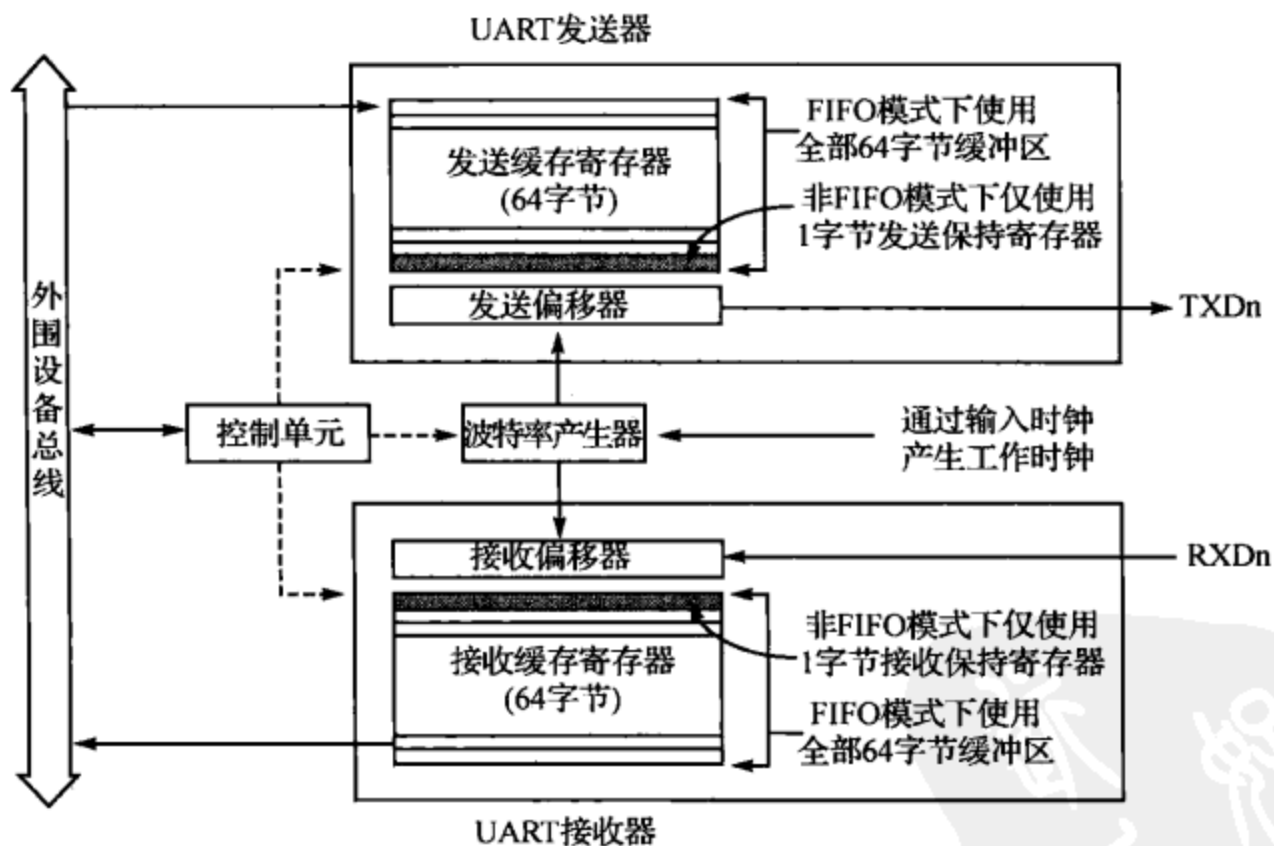 UART发送器
FIFO模式下使用
全部64字节缓冲区
发送缓存寄存器
(64字节)
非FIFO模式下仅使用
1字节发送保持寄存器
发送偏移器
TXDn
外围设备总线
控制单元
波特率产生器
通过输入时钟
产生工作时钟
接收偏移器
RXDn
非FIFO模式下仅使用
1字节接收保持寄存器
接收缓存寄存器
(64字节)
FIFO模式下使用
全部64字节缓冲区
UART接收器